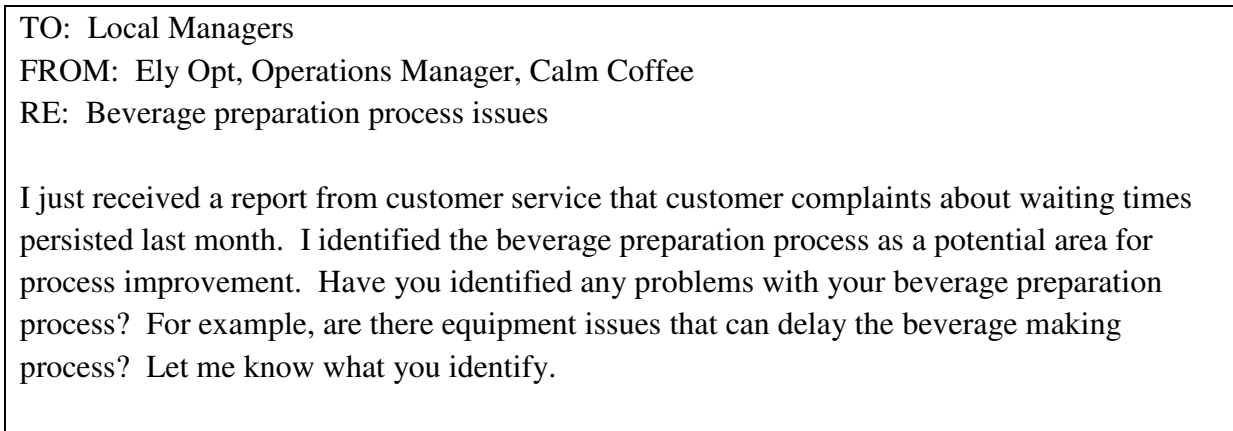 TO:  Local Managers
FROM:  Ely Opt, Operations Manager, Calm Coffee
RE:  Beverage preparation process issues
I just received a report from customer service that customer complaints about waiting times
persisted last month.  I identified the beverage preparation process as a potential area for
process improvement.  Have you identified any problems with your beverage preparation
process?  For example, are there equipment issues that can delay the beverage making
process?  Let me know what you identify.